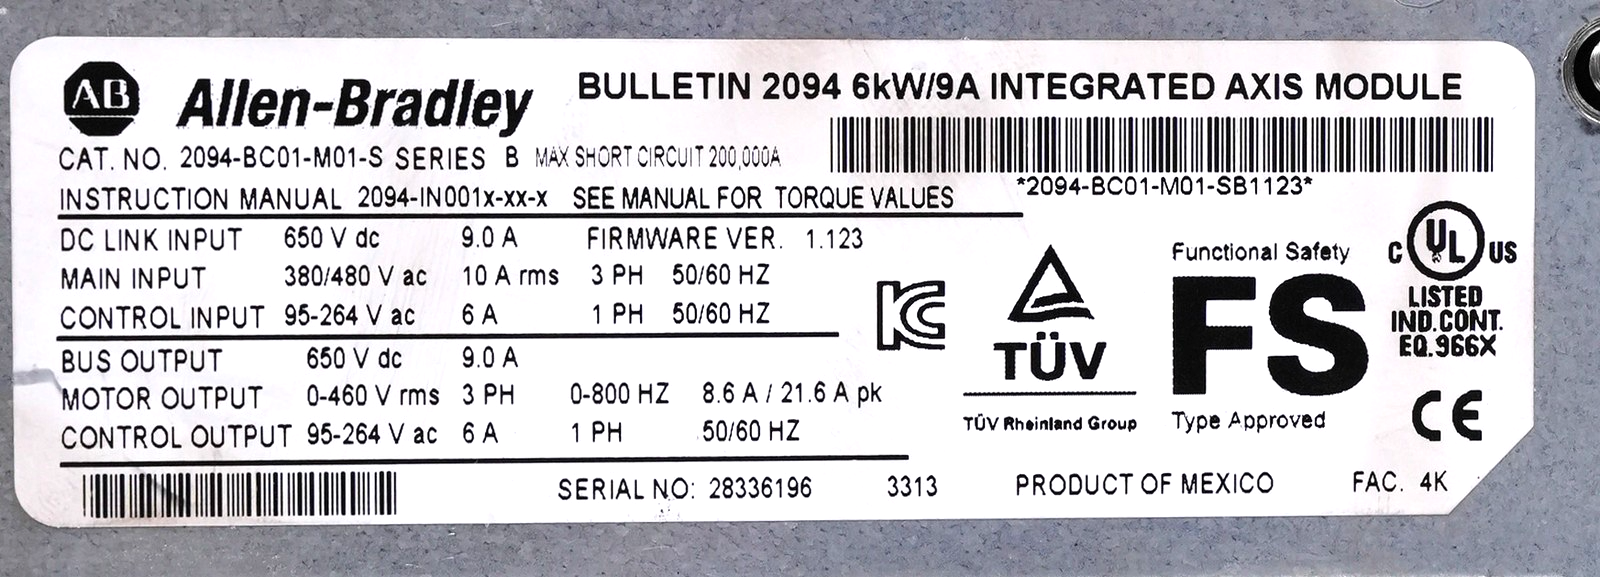 AB Allen-Bradley
BULLETIN 2094 6kW/9A INTEGRATED AXIS MODULE
CAT. NO. 2094-BC01-M01-S SERIES B MAX SHORT CIRCUIT 200,000A
*2094-BC01-M01-SB1123*
INSTRUCTION MANUAL 2094-IN001x-xx-x SEE MANUAL FOR TORQUE VALUES
DC LINK INPUT 650 V dc 9.0 A FIRMWARE VER. 1.123
MAIN INPUT 380/480 V ac 10 A rms 3 PH 50/60 HZ
CONTROL INPUT 95-264 V ac 6 A 1 PH 50/60 HZ
BUS OUTPUT 650 V dc 9.0 A
MOTOR OUTPUT 0-460 V rms 3 PH 0-800 HZ 8.6 A / 21.6 A pk
CONTROL OUTPUT 95-264 V ac 6 A 1 PH 50/60 HZ
KC
TÜV
TÜV Rheinland Group
Functional Safety
FS
Type Approved
C UL US
LISTED
IND.CONT.
EQ.966X
CE
SERIAL NO: 28336196 3313 PRODUCT OF MEXICO FAC. 4K